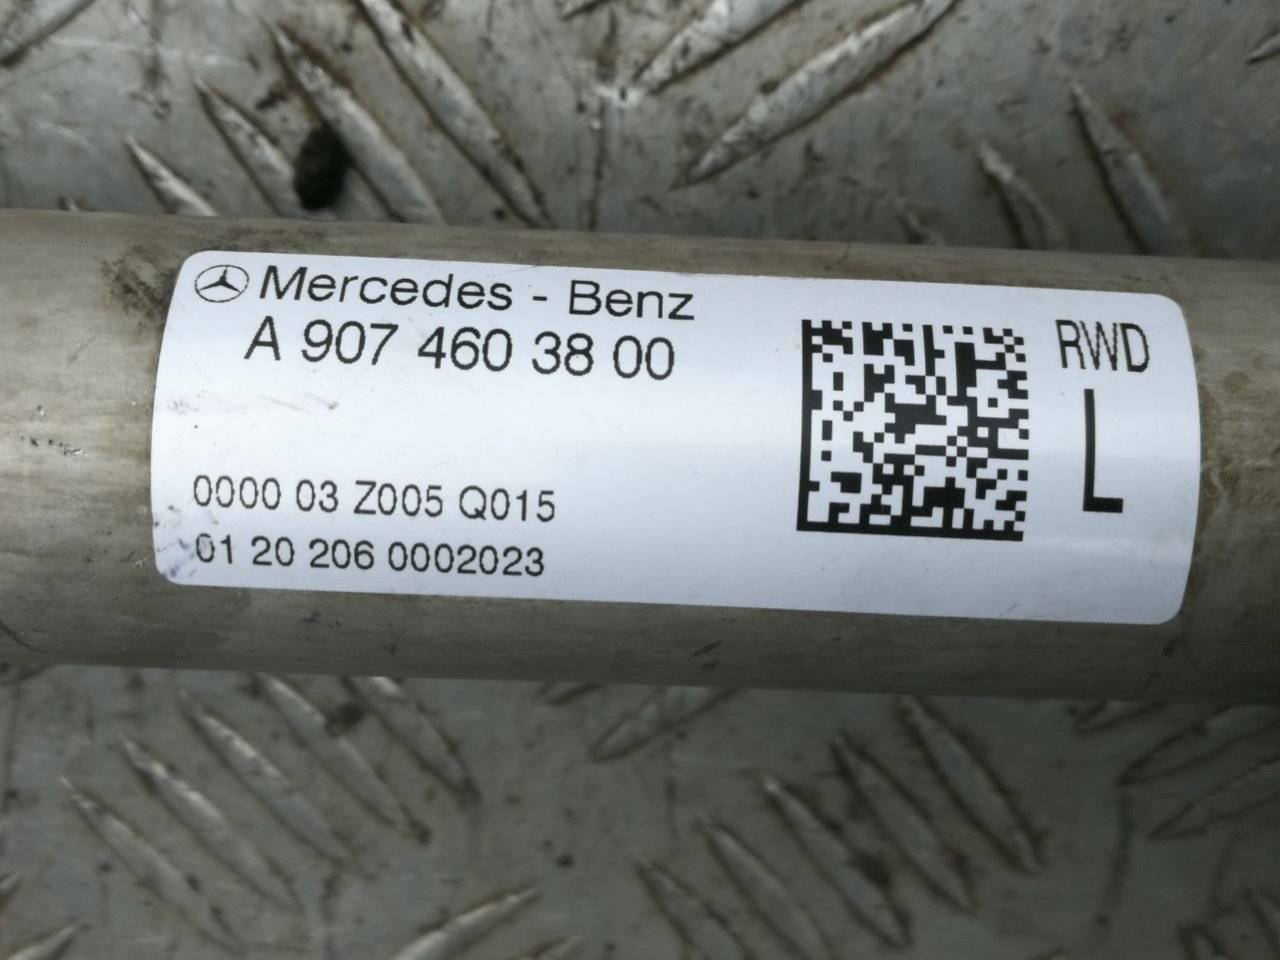 Mercedes - Benz
A 907 460 38 00
RWD
L
0000 03 Z005 Q015
01 20 206 0002023